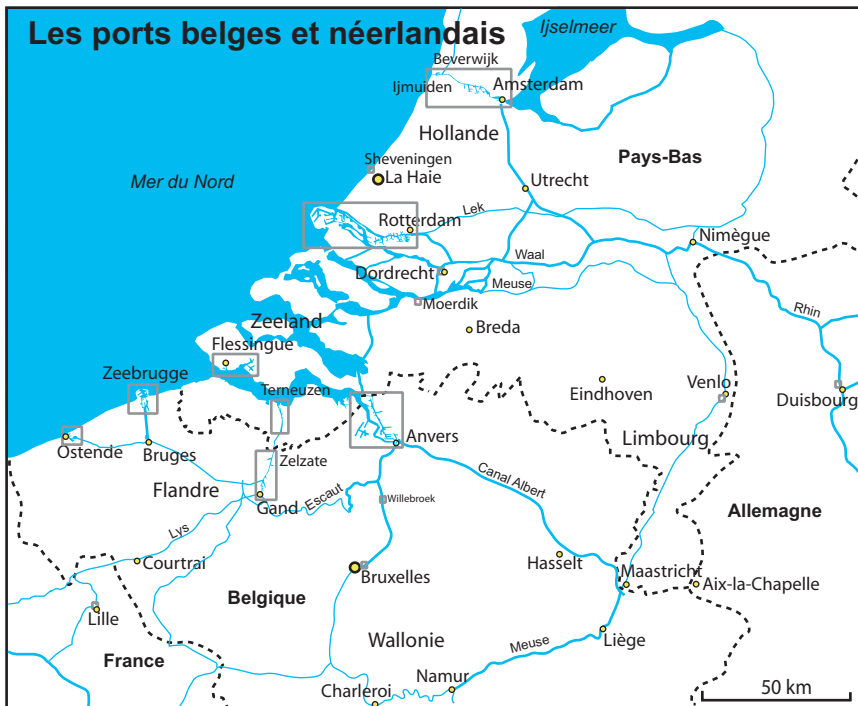 Les ports belges et néerlandais
Ijselmeer
Beverwijk
Ijmuiden
Amsterdam
Hollande
Sheveningen
Pays-Bas
La Haie
Mer du Nord
Utrecht
Lek
Rotterdam
Nimègue
Waal
Dordrecht
Meuse
Moerdik
Rhin
Zeeland
Breda
Flessingue
Zeebrugge
Terneuzen
Eindhoven
Venlo
Duisbourg
Anvers
Ostende
Bruges
Limbourg
Zelzate
Canal Albert
Flandre
Escaut
Willebroek
Gand
Allemagne
Lys
Courtrai
Hasselt
Bruxelles
Maastricht
Aix-la-Chapelle
Belgique
Lille
Wallonie
Meuse
Liège
France
Namur
Charleroi
50 km